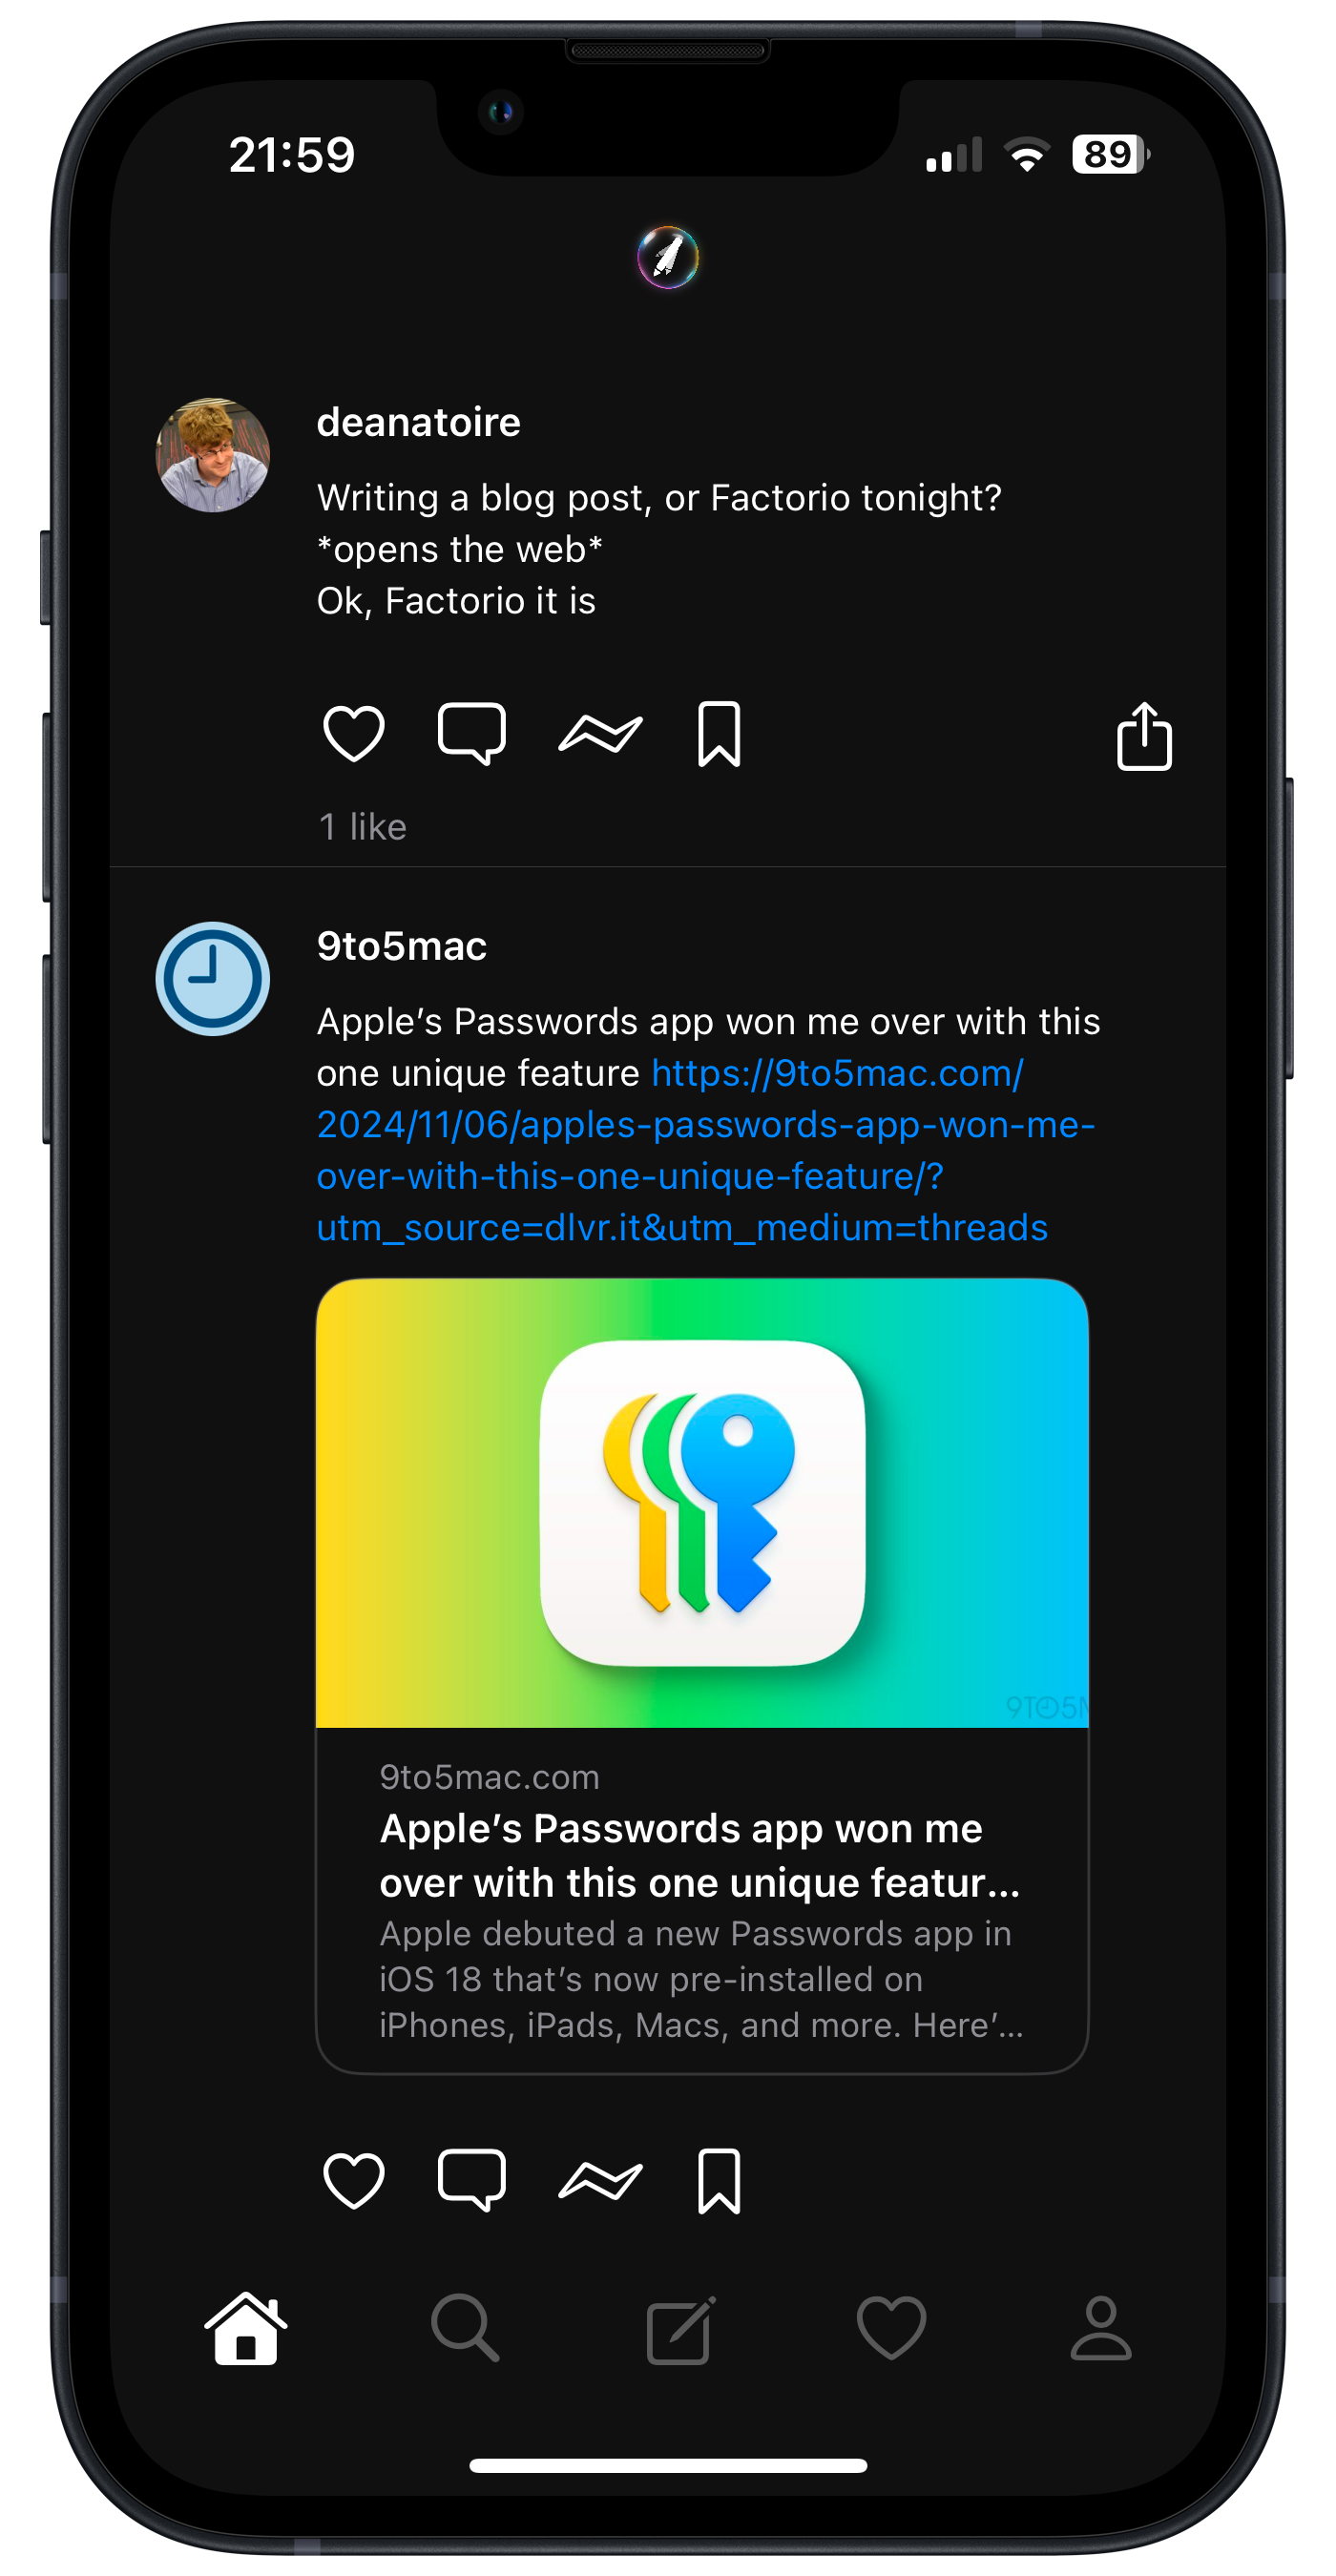 21:59
89
deanatoire
Writing a blog post, or Factorio tonight?
*opens the web*
Ok, Factorio it is
1 like
9to5mac
Apple’s Passwords app won me over with this
one unique feature https://9to5mac.com/
2024/11/06/apples-passwords-app-won-me-
over-with-this-one-unique-feature/?
utm_source=dlvr.it&utm_medium=threads
9TO5M
9to5mac.com
Apple’s Passwords app won me
over with this one unique featur...
Apple debuted a new Passwords app in
iOS 18 that’s now pre-installed on
iPhones, iPads, Macs, and more. Here’...